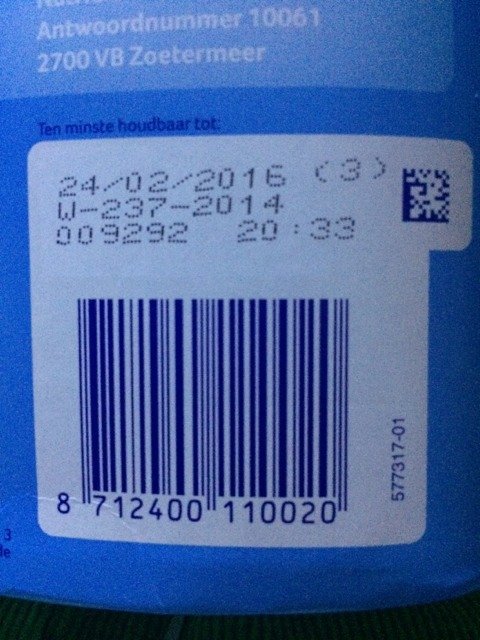 Antwoordnummer 10061
2700 VB Zoetermeer
Ten minste houdbaar tot:
24/02/2016 (3)
W-237-2014
009292 20:33
577317-01
8 712400 110020
3